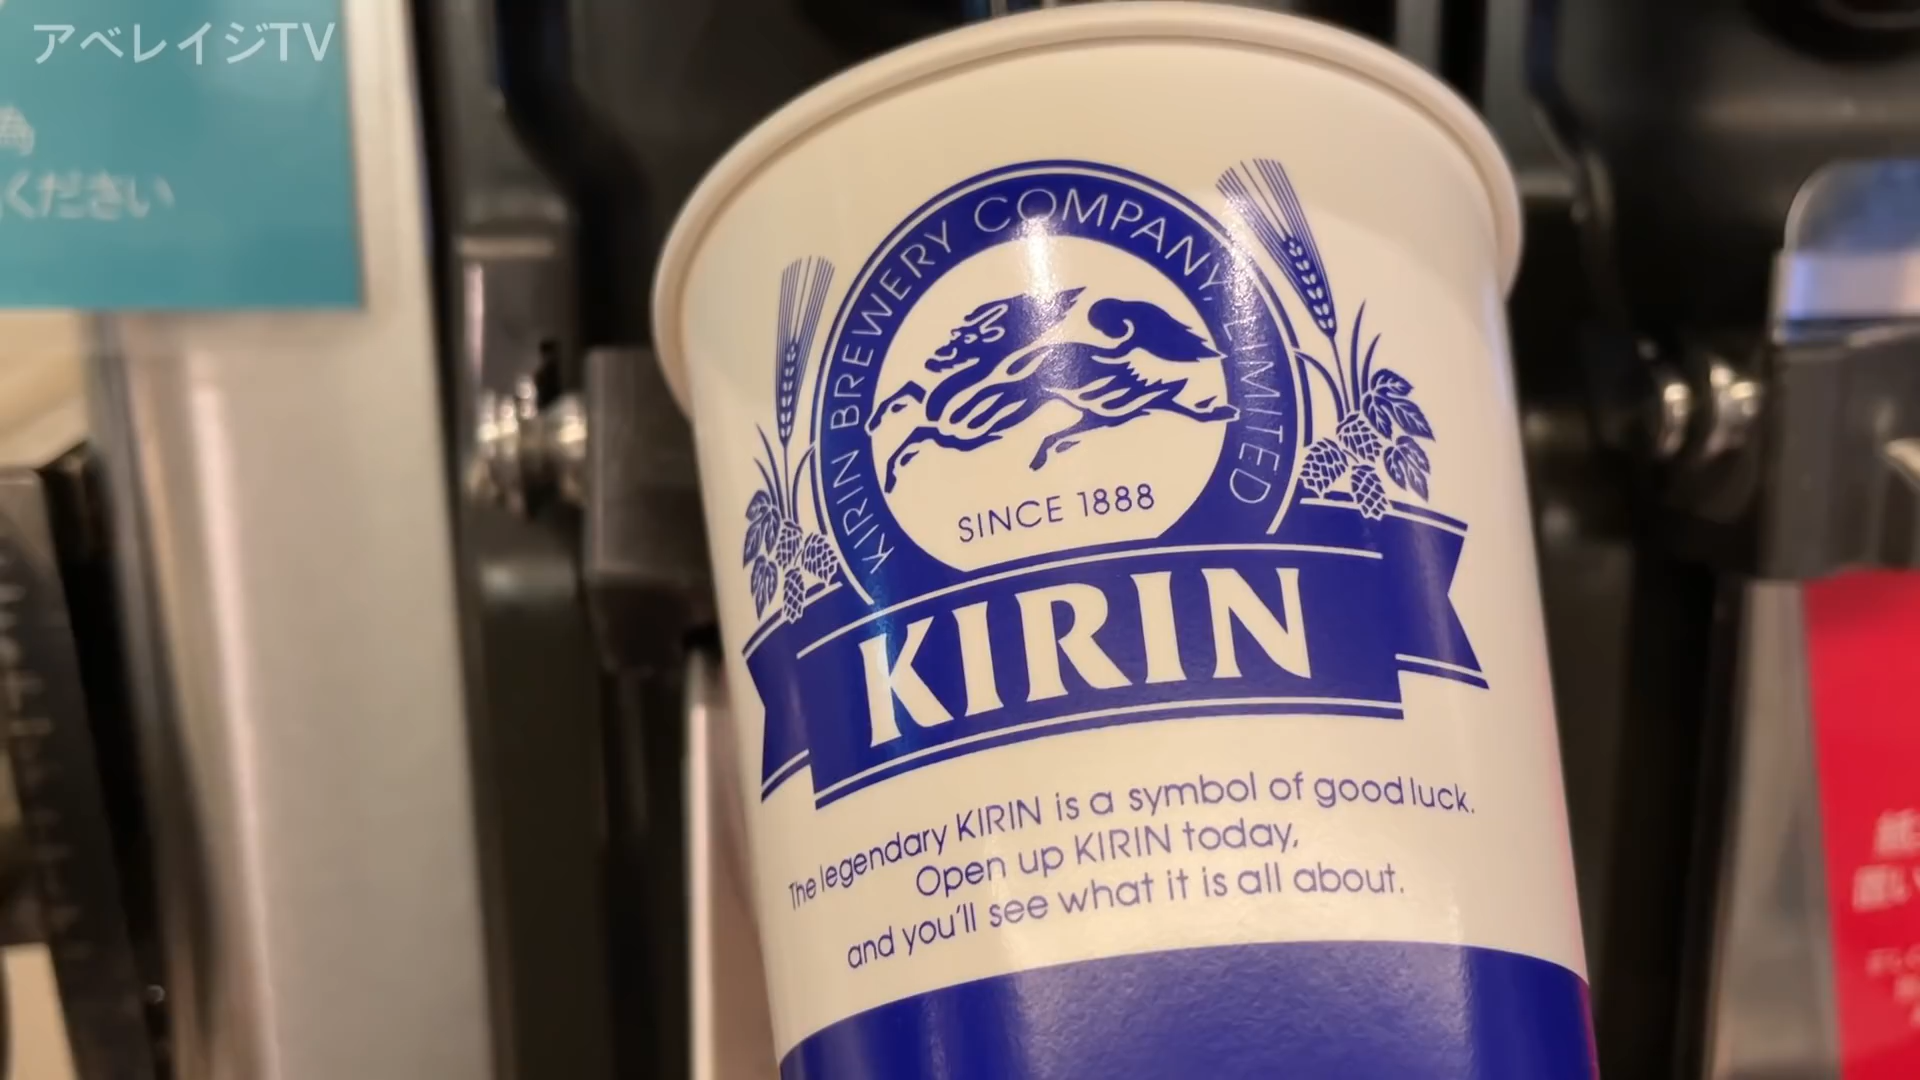 アベレイジTV
為
ください
KIRIN BREWERY COMPANY, LIMITED
SINCE 1888
KIRIN
The legendary KIRIN is a symbol of good luck.
Open up KIRIN today,
and you'll see what it is all about.